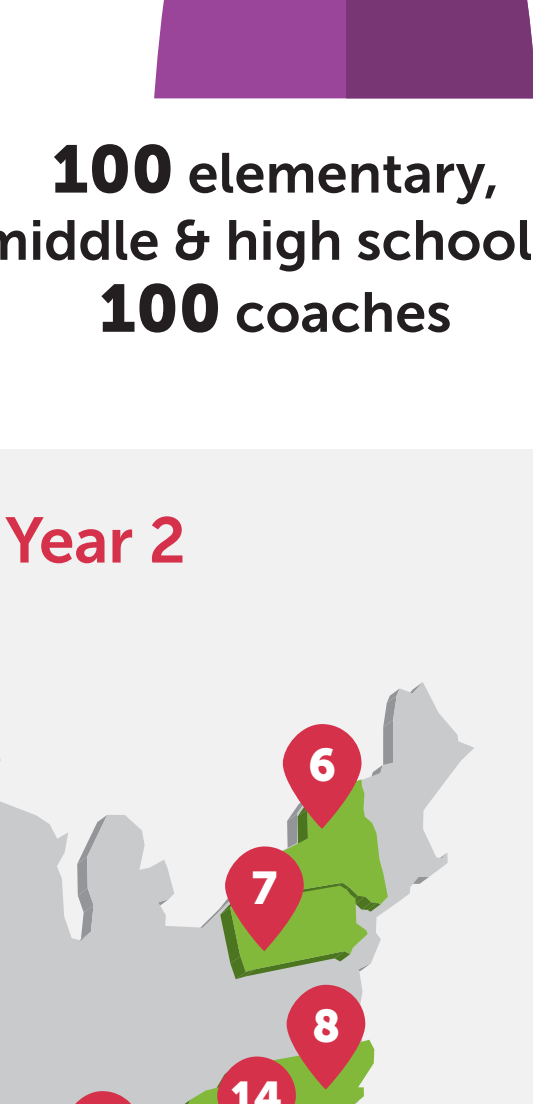 100 elementary,
middle & high school
100 coaches
Year 2
6
7
8
14